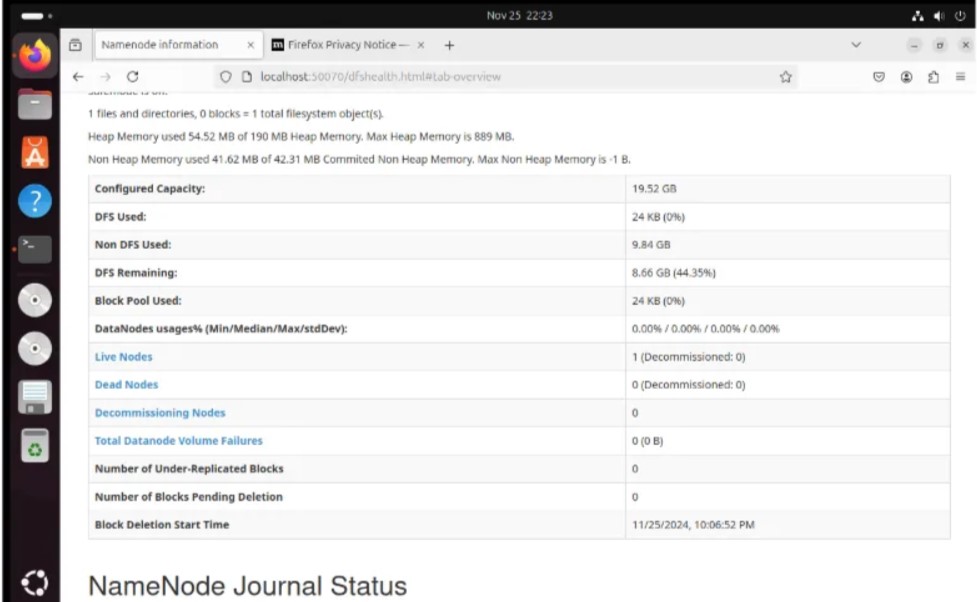 Nov 25 22:23
Namenode information
Firefox Privacy Notice —
localhost:50070/dfshealth.html#tab-overview
Safemode is off.
1 files and directories, 0 blocks = 1 total filesystem object(s).
Heap Memory used 54.52 MB of 190 MB Heap Memory. Max Heap Memory is 889 MB.
Non Heap Memory used 41.62 MB of 42.31 MB Commited Non Heap Memory. Max Non Heap Memory is -1 B.
Configured Capacity: 19.52 GB
DFS Used: 24 KB (0%)
Non DFS Used: 9.84 GB
DFS Remaining: 8.66 GB (44.35%)
Block Pool Used: 24 KB (0%)
DataNodes usages% (Min/Median/Max/stdDev): 0.00% / 0.00% / 0.00% / 0.00%
Live Nodes 1 (Decommissioned: 0)
Dead Nodes 0 (Decommissioned: 0)
Decommissioning Nodes 0
Total Datanode Volume Failures 0 (0 B)
Number of Under-Replicated Blocks 0
Number of Blocks Pending Deletion 0
Block Deletion Start Time 11/25/2024, 10:06:52 PM
NameNode Journal Status